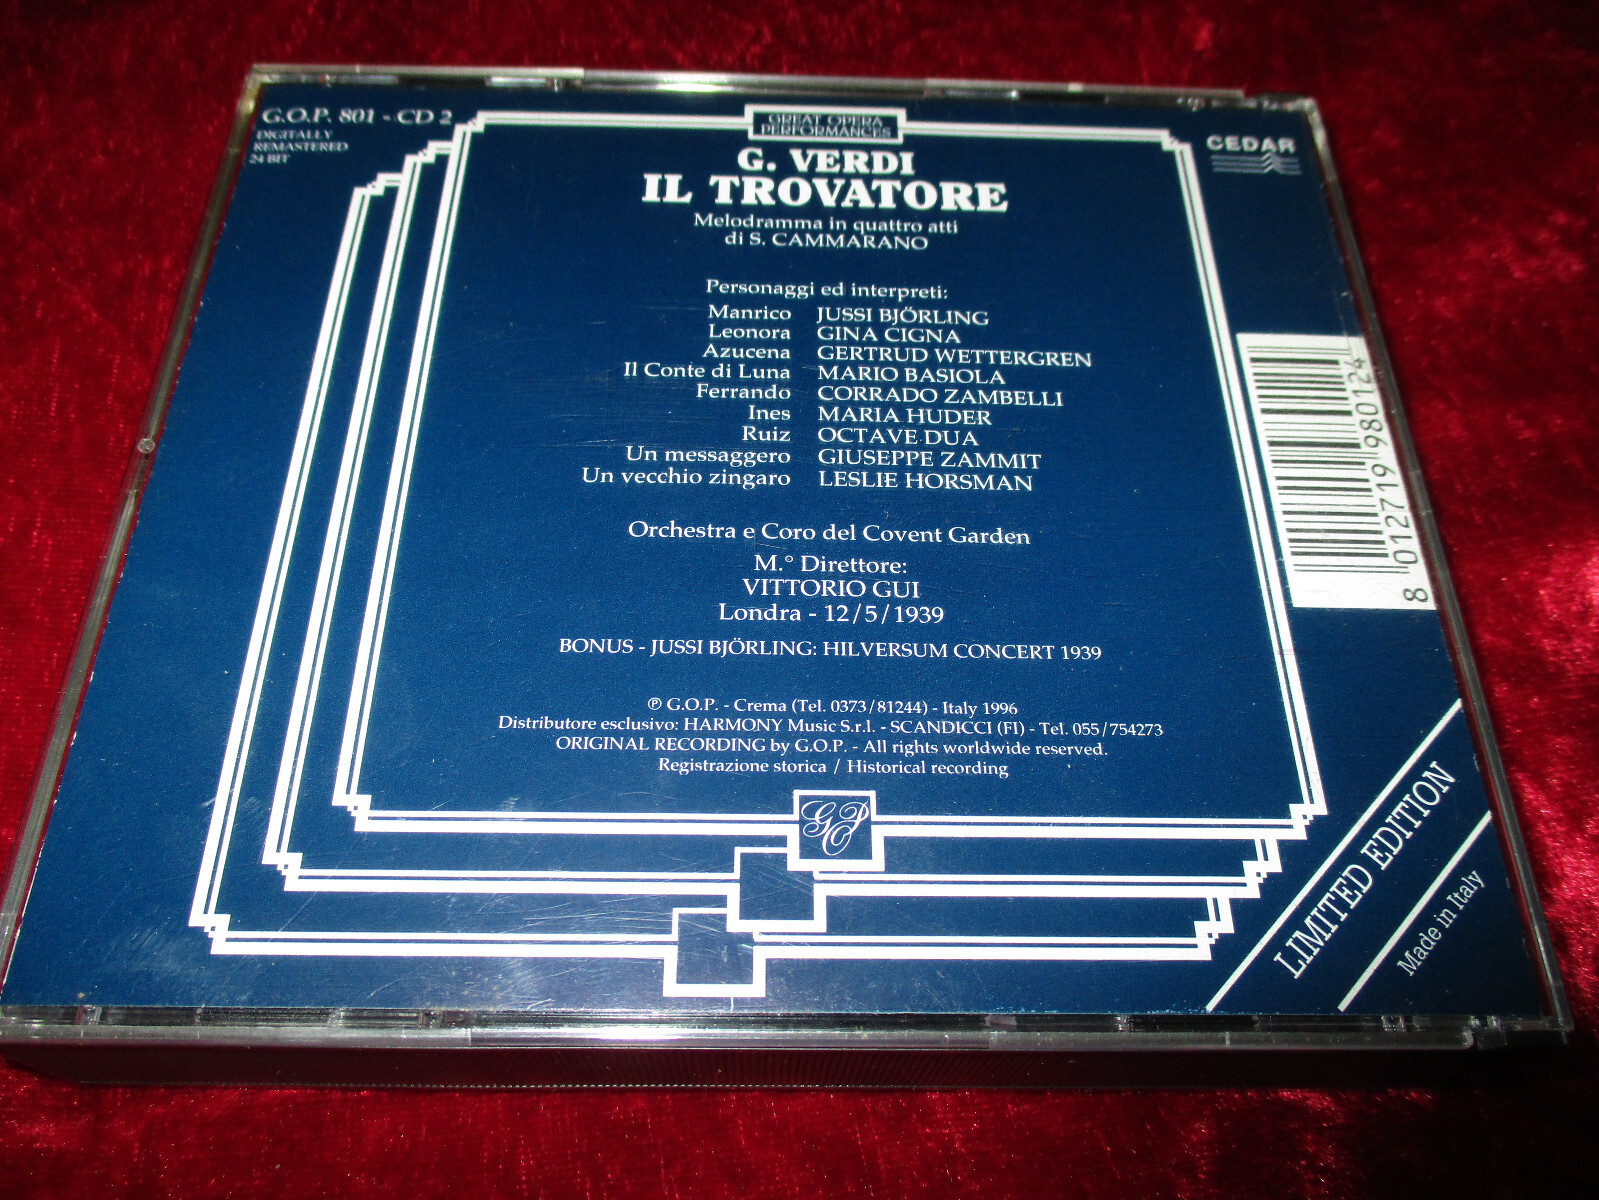 G.O.P. 801 - CD 2
DIGITALLY
REMASTERED
24 BIT
GREAT OPERA
PERFORMANCES
CEDAR
G. VERDI
IL TROVATORE
Melodramma in quattro atti
di S. CAMMARANO
Personaggi ed interpreti:
Manrico JUSSI BJÖRLING
Leonora GINA CIGNA
Azucena GERTRUD WETTERGREN
Il Conte di Luna MARIO BASIOLA
Ferrando CORRADO ZAMBELLI
Ines MARIA HUDER
Ruiz OCTAVE DUA
Un messaggero GIUSEPPE ZAMMIT
Un vecchio zingaro LESLIE HORSMAN
Orchestra e Coro del Covent Garden
M.° Direttore:
VITTORIO GUI
Londra - 12/5/1939
BONUS - JUSSI BJÖRLING: HILVERSUM CONCERT 1939
℗ G.O.P. - Crema (Tel. 0373/81244) - Italy 1996
Distributore esclusivo: HARMONY Music S.r.l. - SCANDICCI (FI) - Tel. 055/754273
ORIGINAL RECORDING by G.O.P. - All rights worldwide reserved.
Registrazione storica / Historical recording
GOP
8 012719 980124
LIMITED EDITION
Made in Italy